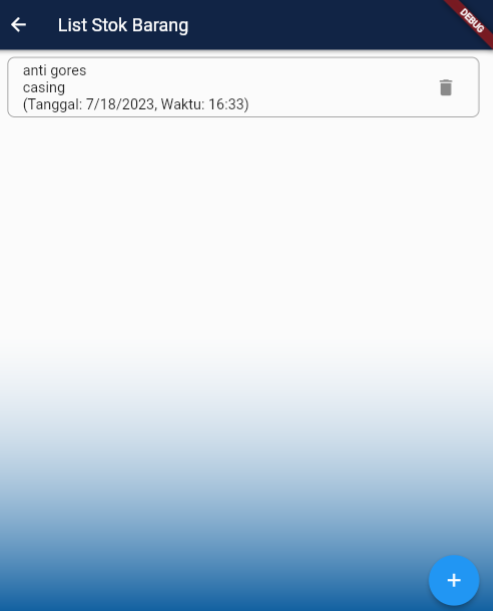 List Stok Barang
DEBUG
anti gores
casing
(Tanggal: 7/18/2023, Waktu: 16:33)